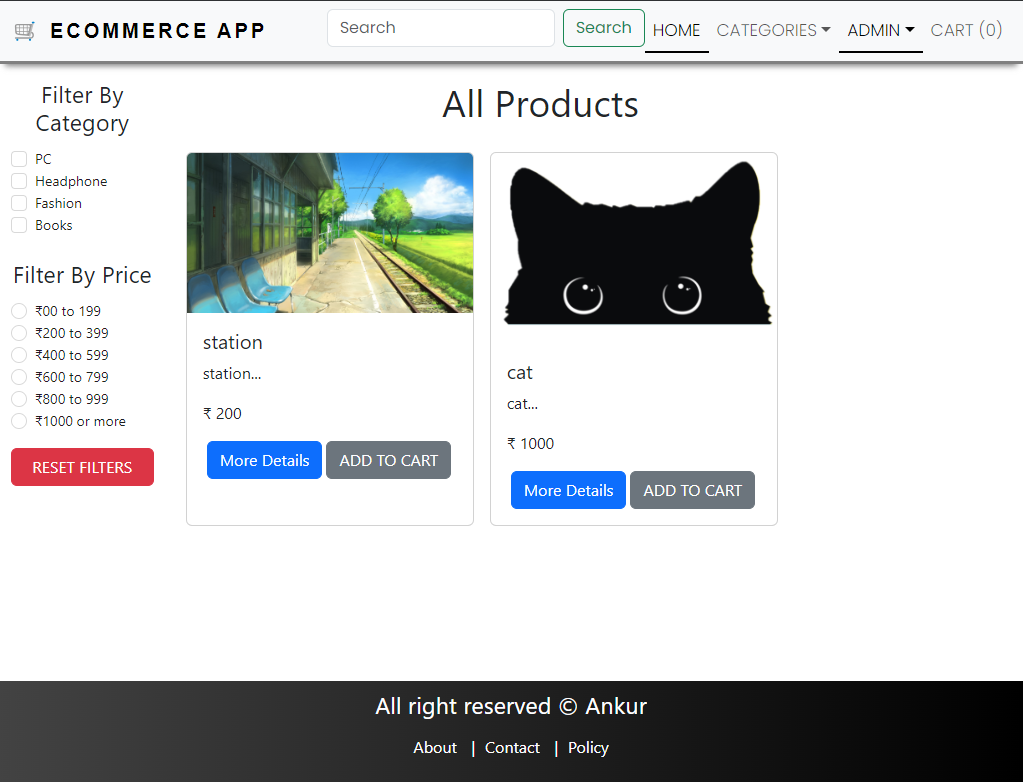 🛒 ECOMMERCE APP
Search
Search
HOME
CATEGORIES
ADMIN
CART (0)
Filter By
Category
PC
Headphone
Fashion
Books
Filter By Price
₹00 to 199
₹200 to 399
₹400 to 599
₹600 to 799
₹800 to 999
₹1000 or more
RESET FILTERS
All Products
station
station...
₹ 200
More Details
ADD TO CART
cat
cat...
₹ 1000
More Details
ADD TO CART
All right reserved © Ankur
About | Contact | Policy